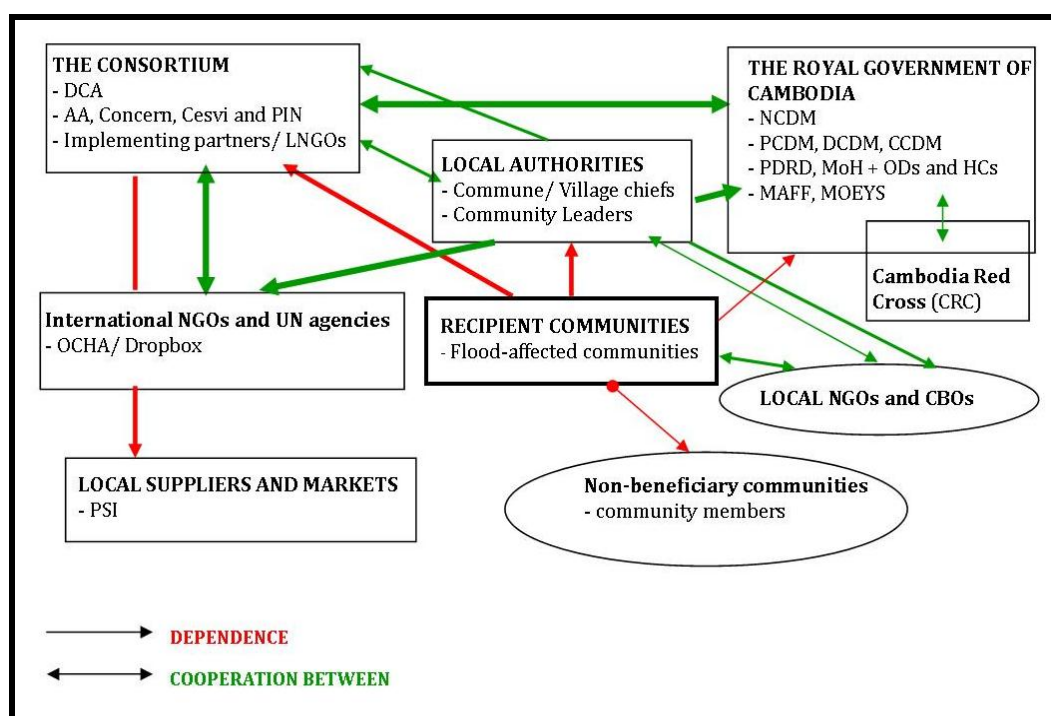 THE CONSORTIUM
- DCA
- AA, Concern, Cesvi and PIN
- Implementing partners/ LNGOs
THE ROYAL GOVERNMENT OF
CAMBODIA
- NCDM
- PCDM, DCDM, CCDM
- PDRD, MoH + ODs and HCs
- MAFF, MOEYS
LOCAL AUTHORITIES
- Commune/ Village chiefs
- Community Leaders
Cambodia Red
Cross (CRC)
International NGOs and UN agencies
- OCHA/ Dropbox
RECIPIENT COMMUNITIES
- Flood-affected communities
LOCAL NGOs and CBOs
LOCAL SUPPLIERS AND MARKETS
- PSI
Non-beneficiary communities
- community members
DEPENDENCE
COOPERATION BETWEEN